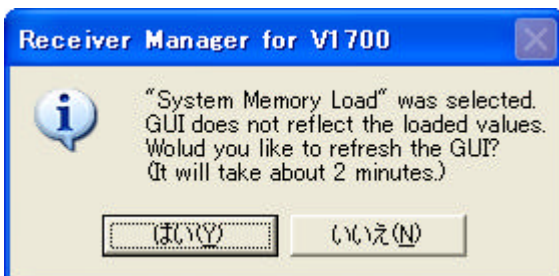 Receiver Manager for V1700
"System Memory Load" was selected.
GUI does not reflect the loaded values.
Wolud you like to refresh the GUI?
(It will take about 2 minutes.)
はい(Y)
いいえ(N)